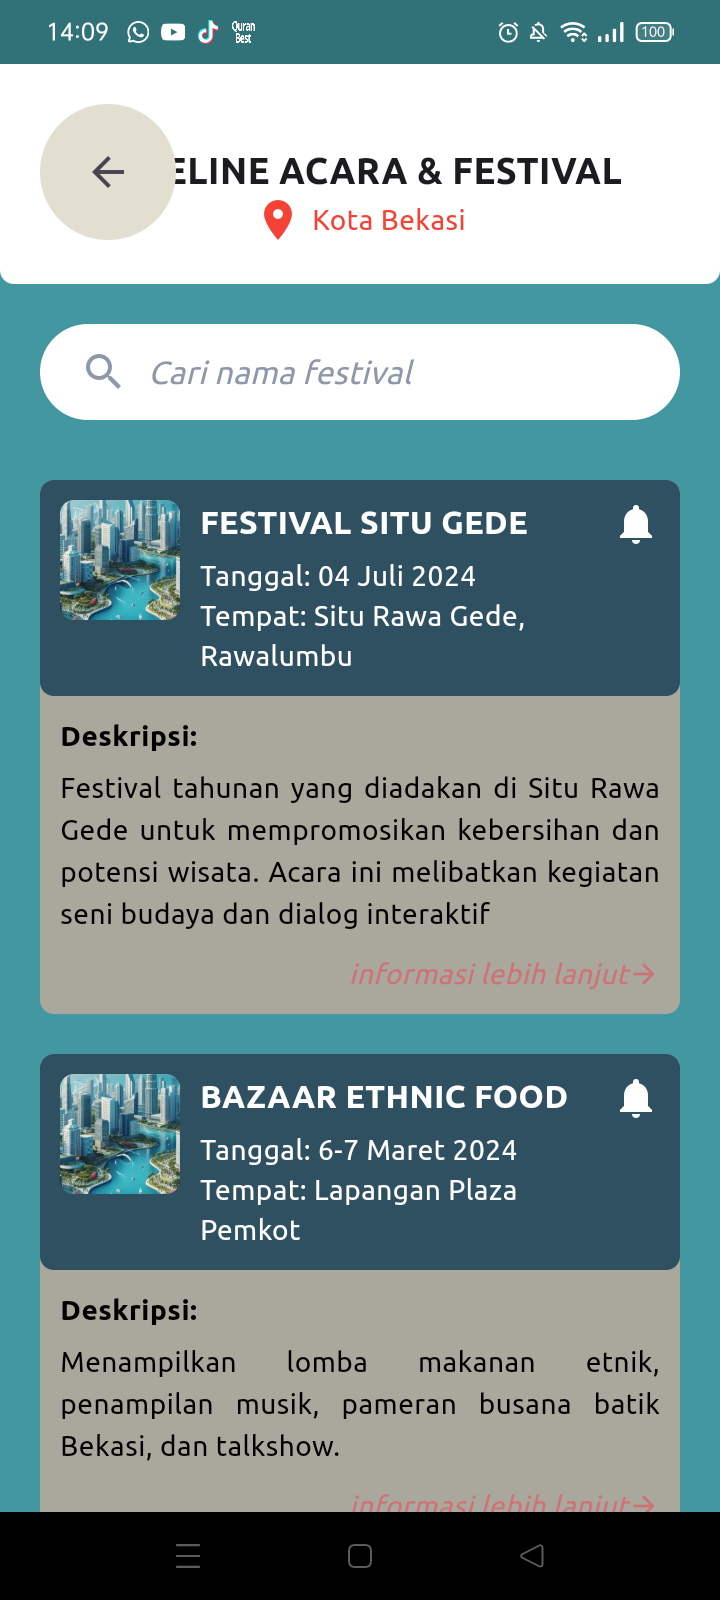 14:09
Quran
Best
100
ELINE ACARA & FESTIVAL
Kota Bekasi
Cari nama festival
FESTIVAL SITU GEDE
Tanggal: 04 Juli 2024
Tempat: Situ Rawa Gede,
Rawalumbu
Deskripsi:
Festival tahunan yang diadakan di Situ Rawa
Gede untuk mempromosikan kebersihan dan
potensi wisata. Acara ini melibatkan kegiatan
seni budaya dan dialog interaktif
informasi lebih lanjut→
BAZAAR ETHNIC FOOD
Tanggal: 6-7 Maret 2024
Tempat: Lapangan Plaza
Pemkot
Deskripsi:
Menampilkan lomba makanan etnik,
penampilan musik, pameran busana batik
Bekasi, dan talkshow.
informasi lebih lanjut→